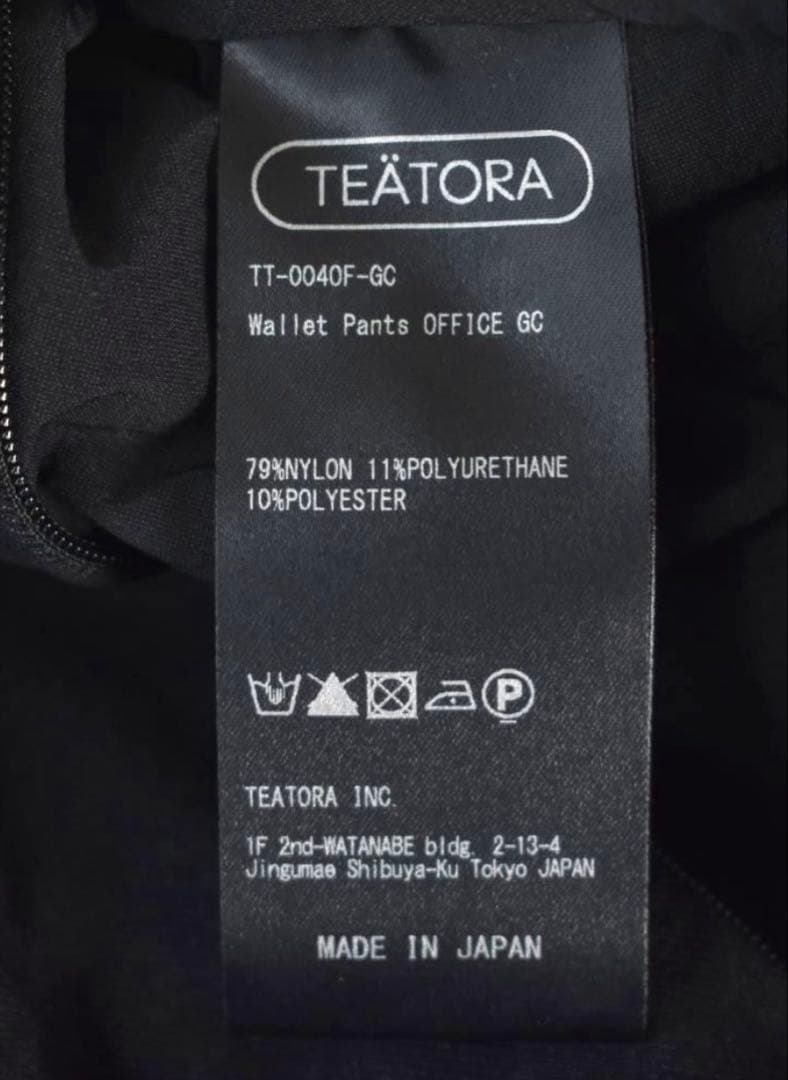 TEÄTORA
TT-0040F-GC
Wallet Pants OFFICE GC
79%NYLON 11%POLYURETHANE
10%POLYESTER
P
TEATORA INC.
1F 2nd-WATANABE bldg. 2-13-4
Jingumae Shibuya-Ku Tokyo JAPAN
MADE IN JAPAN